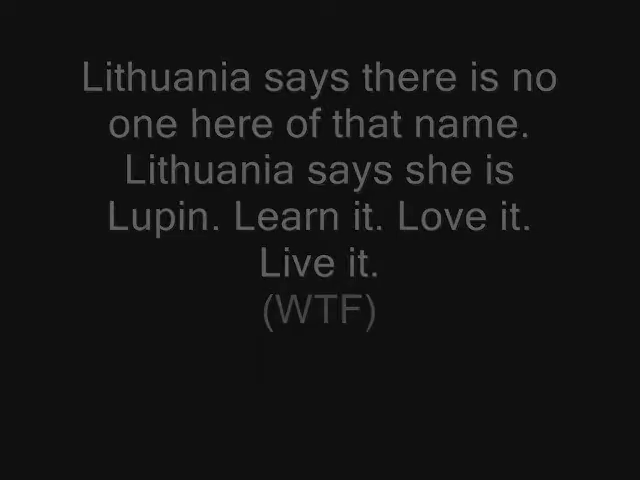 Lithuania says there is no
one here of that name.
Lithuania says she is
Lupin. Learn it. Love it.
Live it.
(WTF)